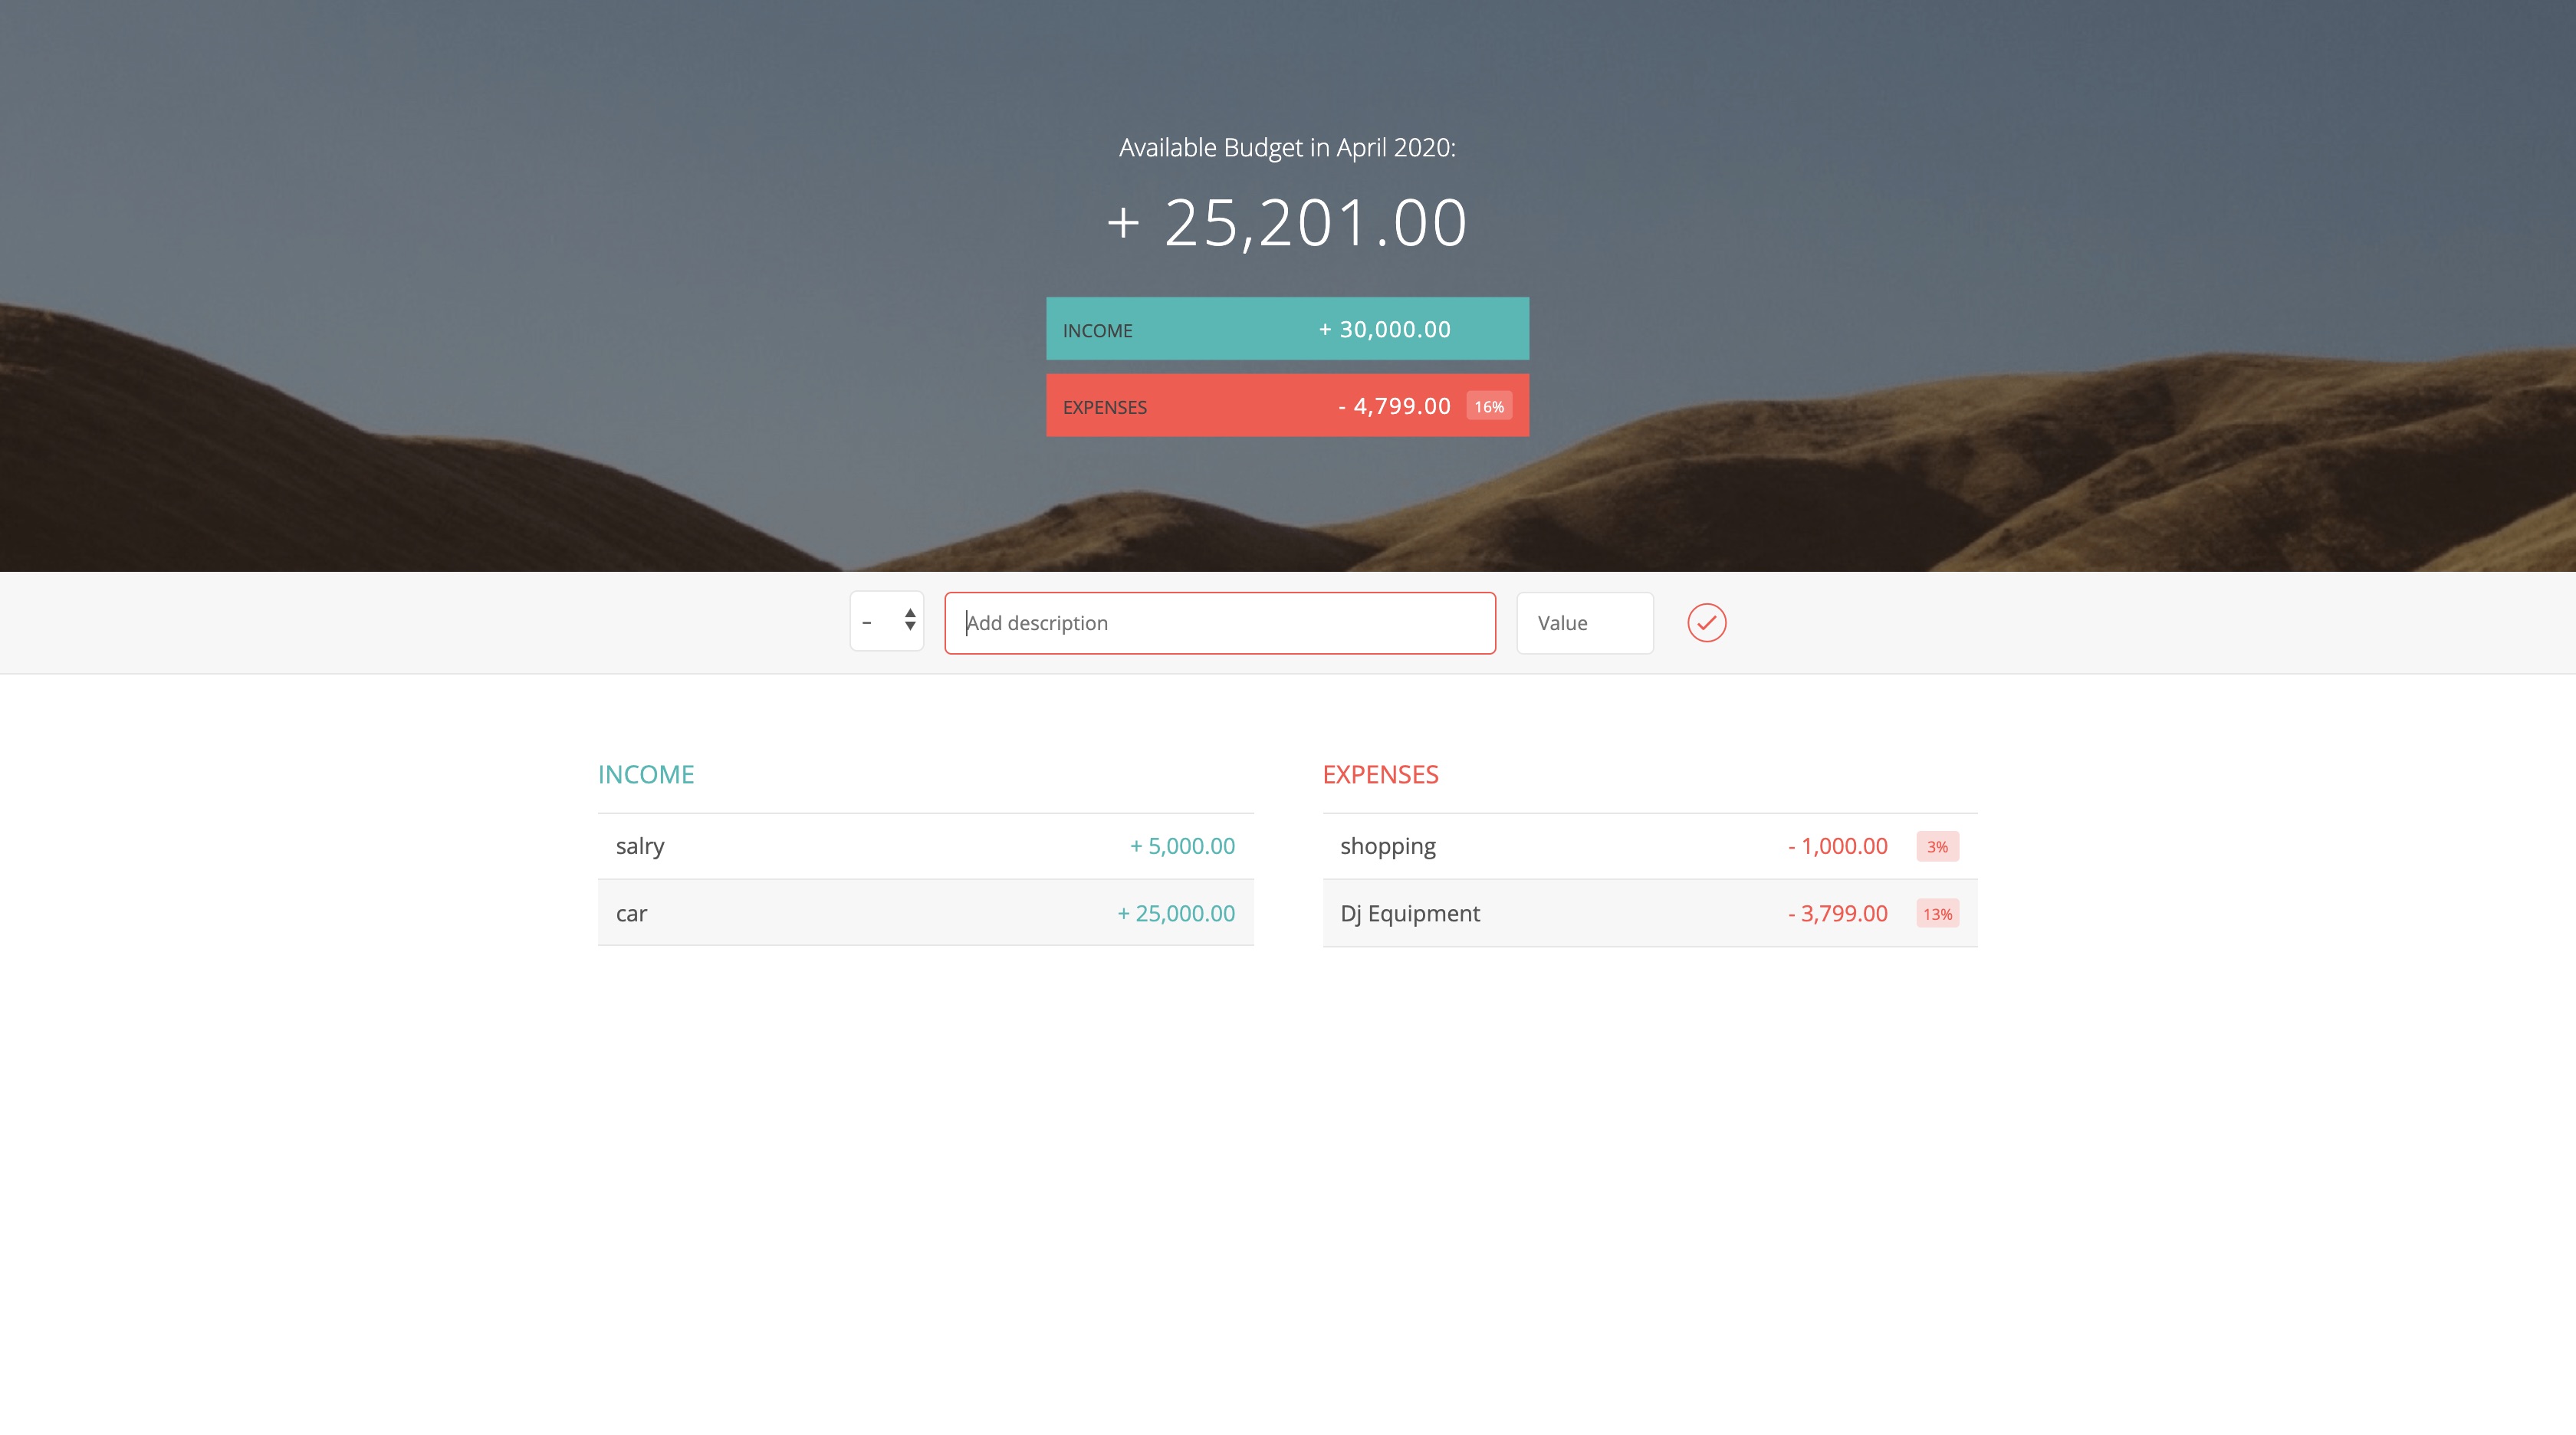 Available Budget in April 2020:
+ 25,201.00
INCOME + 30,000.00
EXPENSES - 4,799.00 16%
- Add description Value
INCOME
salry + 5,000.00
car + 25,000.00
EXPENSES
shopping - 1,000.00 3%
Dj Equipment - 3,799.00 13%